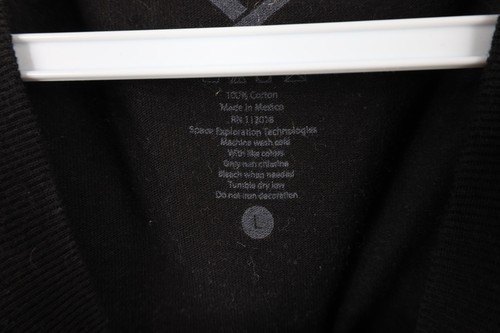 100% Cotton
Made in Mexico
RN 112018
Space Exploration Technologies
Machine wash cold
With like colors
Only non chlorine
Bleach when needed
Tumble dry low
Do not iron decoration
L